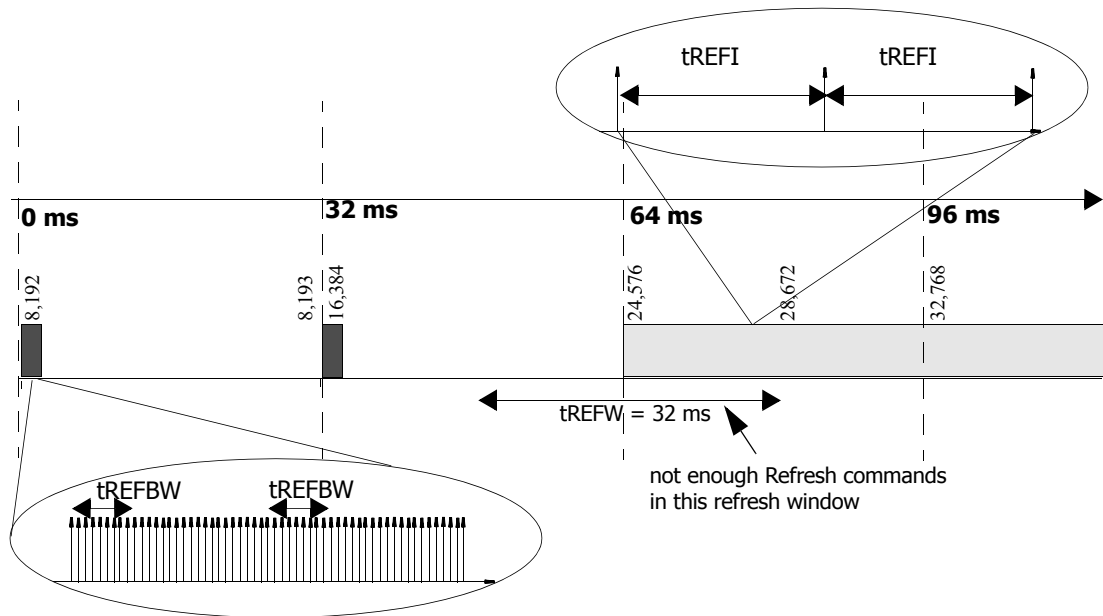 tREFI
tREFI
0 ms
32 ms
64 ms
96 ms
8,192
8,193
16,384
24,576
28,672
32,768
tREFW = 32 ms
not enough Refresh commands
in this refresh window
tREFBW
tREFBW